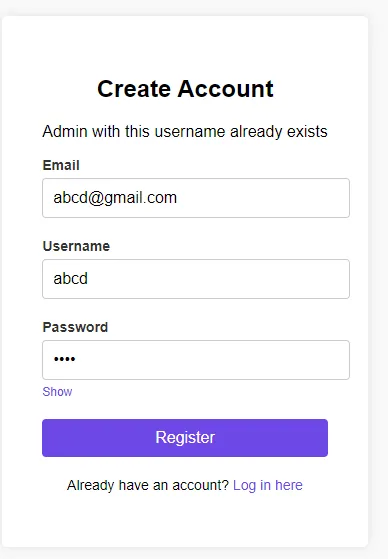 Create Account
Admin with this username already exists
Email
abcd@gmail.com
Username
abcd
Password
••••
Show
Register
Already have an account? Log in here